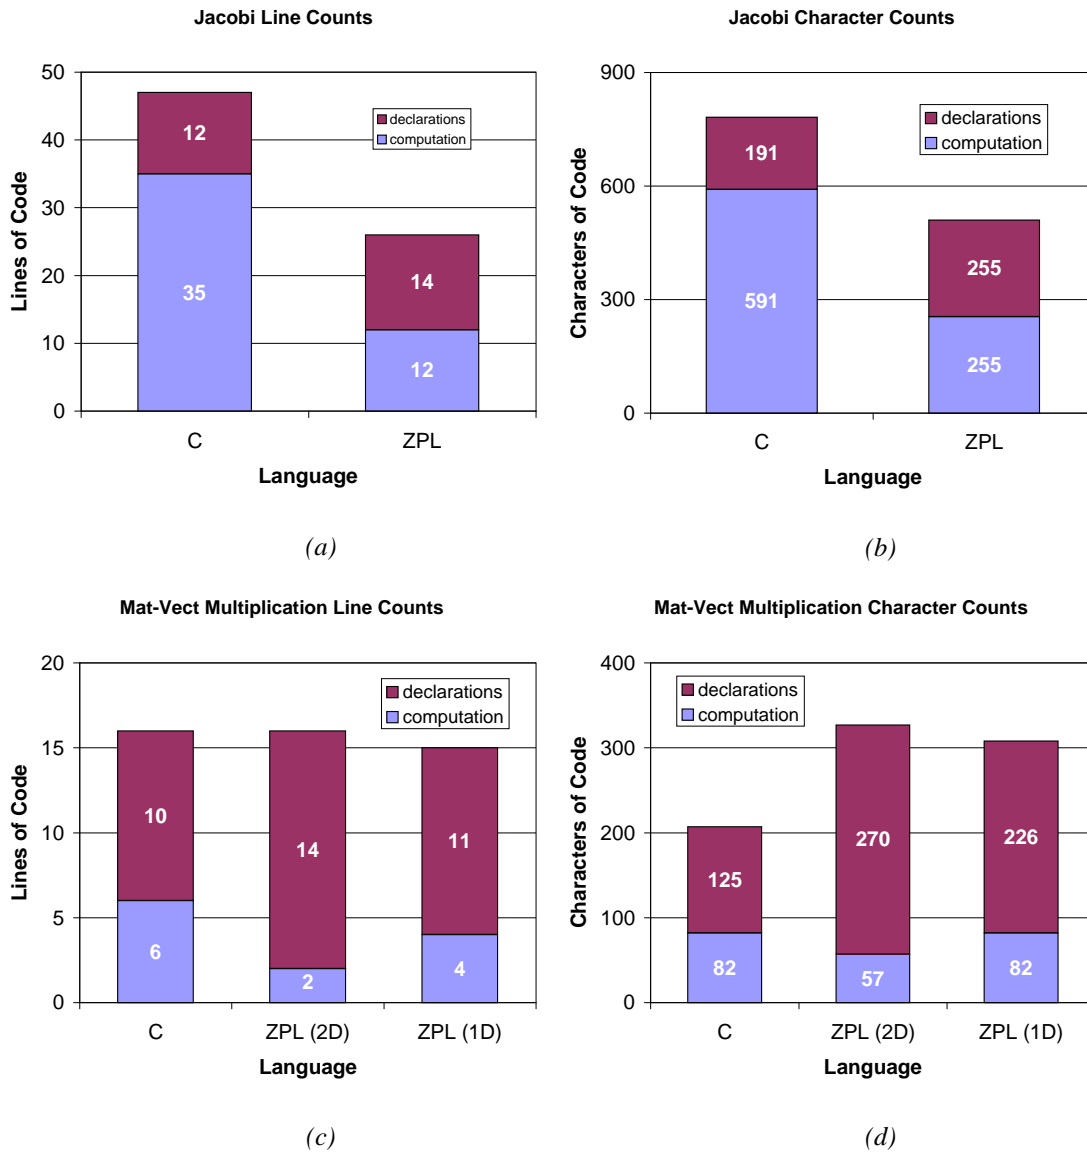 Jacobi Line Counts
50
40
30
20
10
0
Lines of Code
declarations
computation
12
35
14
12
C
ZPL
Language
(a)
Jacobi Character Counts
900
600
300
0
Characters of Code
declarations
computation
191
591
255
255
C
ZPL
Language
(b)
Mat-Vect Multiplication Line Counts
20
15
10
5
0
Lines of Code
declarations
computation
10
6
14
2
11
4
C
ZPL (2D)
ZPL (1D)
Language
(c)
Mat-Vect Multiplication Character Counts
400
300
200
100
0
Characters of Code
declarations
computation
125
82
270
57
226
82
C
ZPL (2D)
ZPL (1D)
Language
(d)